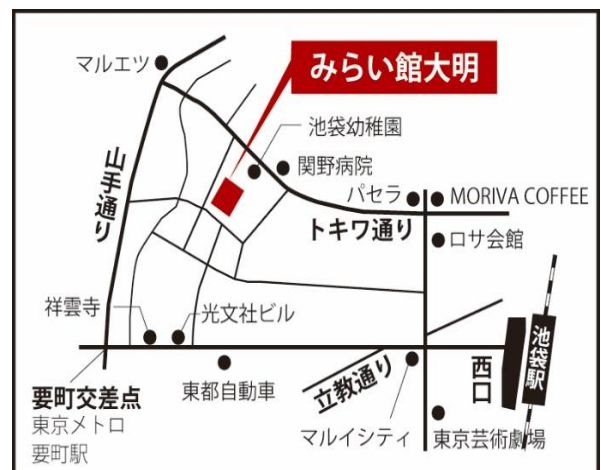 マルエツ
みらい館大明
池袋幼稚園
関野病院
山手通り
パセラ
MORIVA COFFEE
トキワ通り
ロサ会館
祥雲寺
光文社ビル
池袋駅
西口
要町交差点
東京メトロ
要町駅
東都自動車
立教通り
マルイシティ
東京芸術劇場